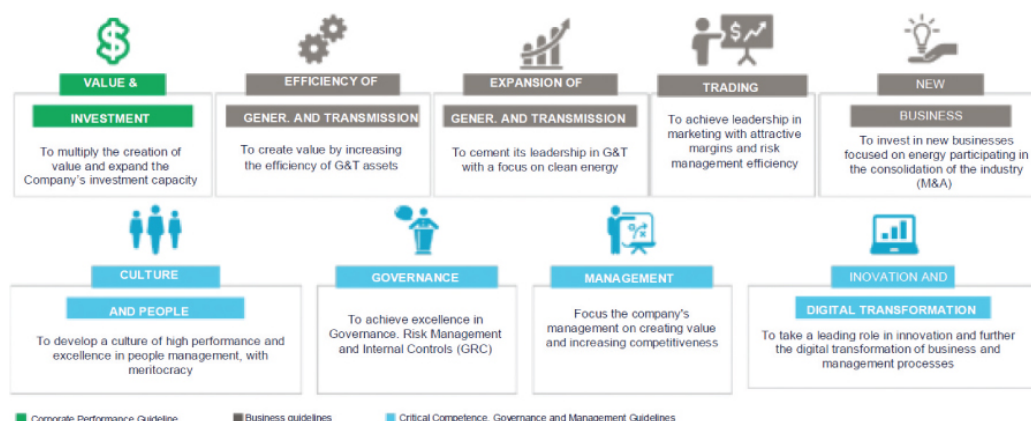 VALUE &
INVESTMENT
To multiply the creation of
value and expand the
Company's investment capacity
EFFICIENCY OF
GENER. AND TRANSMISSION
To create value by increasing
the efficiency of G&T assets
EXPANSION OF
GENER. AND TRANSMISSION
To cement its leadership in G&T
with a focus on clean energy
TRADING
To achieve leadership in
marketing with attractive
margins and risk
management efficiency
NEW
BUSINESS
To invest in new businesses
focused on energy participating in
the consolidation of the industry
(M&A)
CULTURE
AND PEOPLE
To develop a culture of high performance and
excellence in people management, with
meritocracy
GOVERNANCE
To achieve excellence in
Governance. Risk Management
and Internal Controls (GRC)
MANAGEMENT
Focus the company's
management on creating value
and increasing competitiveness
INOVATION AND
DIGITAL TRANSFORMATION
To take a leading role in innovation and further
the digital transformation of business and
management processes
Corporate Performance Guideline
Business guidelines
Critical Competence, Governance and Management Guidelines